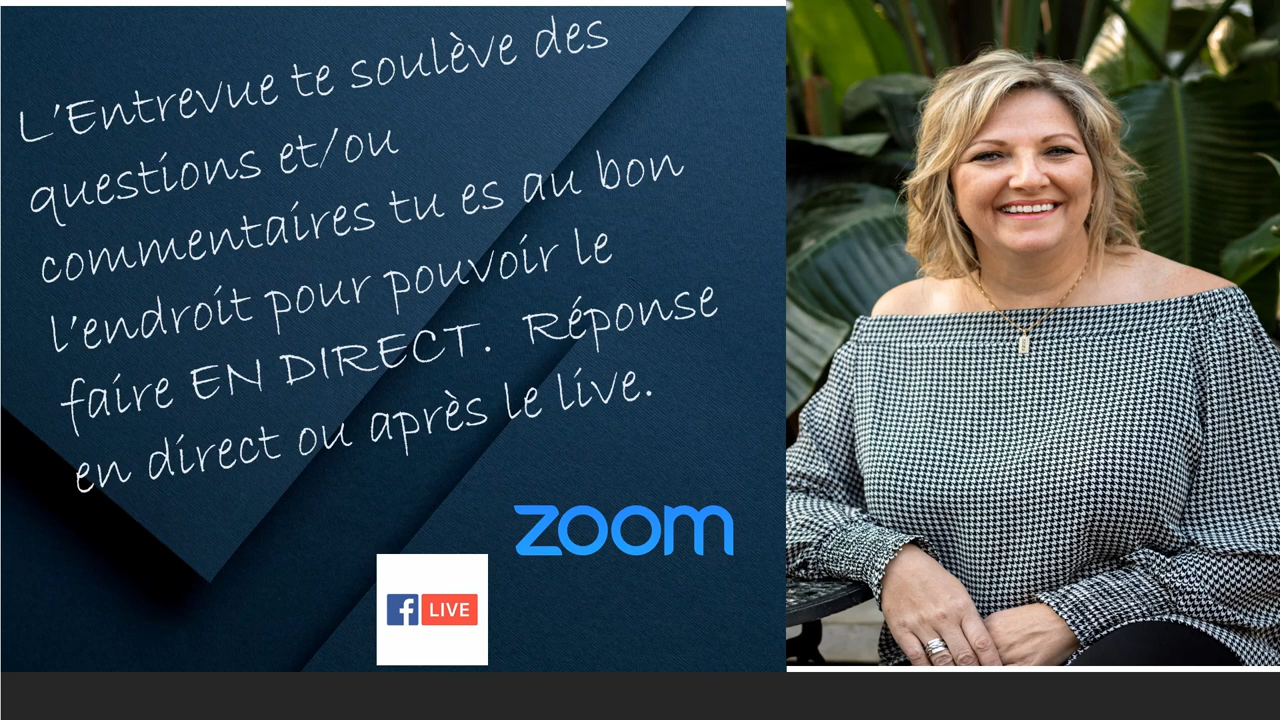 L'Entrevue te soulève des
questions et/ou
commentaires tu es au bon
l'endroit pour pouvoir le
faire EN DIRECT. Réponse
en direct ou après le live.
zoom
f LIVE